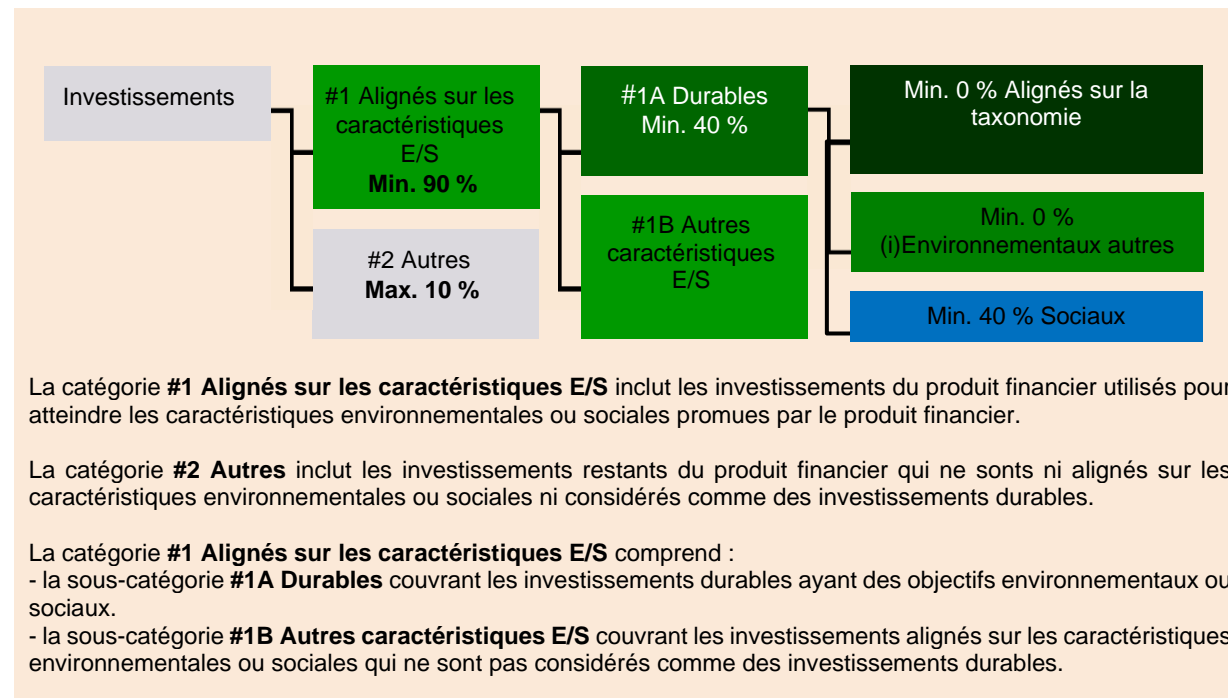 Investissements
#1 Alignés sur les
caractéristiques
E/S
Min. 90 %
#2 Autres
Max. 10 %
#1A Durables
Min. 40 %
#1B Autres
caractéristiques
E/S
Min. 0 % Alignés sur la
taxonomie
Min. 0 %
(i)Environnementaux autres
Min. 40 % Sociaux
La catégorie #1 Alignés sur les caractéristiques E/S inclut les investissements du produit financier utilisés pour
atteindre les caractéristiques environnementales ou sociales promues par le produit financier.
La catégorie #2 Autres inclut les investissements restants du produit financier qui ne sonts ni alignés sur les
caractéristiques environnementales ou sociales ni considérés comme des investissements durables.
La catégorie #1 Alignés sur les caractéristiques E/S comprend :
- la sous-catégorie #1A Durables couvrant les investissements durables ayant des objectifs environnementaux ou
sociaux.
- la sous-catégorie #1B Autres caractéristiques E/S couvrant les investissements alignés sur les caractéristiques
environnementales ou sociales qui ne sont pas considérés comme des investissements durables.